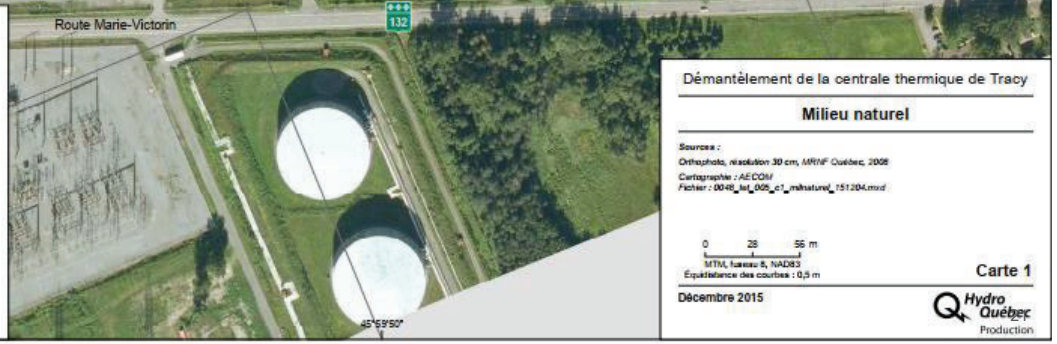 Route Marie-Victorin
132
Démantèlement de la centrale thermique de Tracy
Milieu naturel
Sources :
Orthophoto, résolution 30 cm, MRNF Québec, 2008
Cartographie : AECOM
Fichier : 0048_tet_005_c1_milnaturel_151204.mxd
0 28 56 m
MTM, fuseau 8, NAD83
Équidistance des courbes : 0,5 m
Carte 1
Décembre 2015
Hydro
Québec
Production
45°59'50"